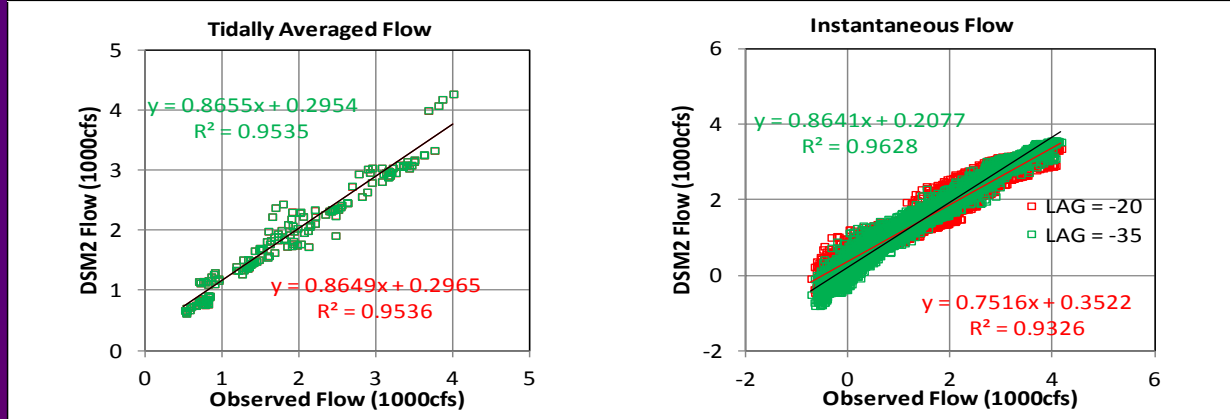 Tidally Averaged Flow
5
4
3
2
1
0
0 1 2 3 4 5
DSM2 Flow (1000cfs)
Observed Flow (1000cfs)
y = 0.8655x + 0.2954
R² = 0.9535
y = 0.8649x + 0.2965
R² = 0.9536
Instantaneous Flow
6
4
2
0
-2
-2 0 2 4 6
DSM2 Flow (1000cfs)
Observed Flow (1000cfs)
y = 0.8641x + 0.2077
R² = 0.9628
LAG = -20
LAG = -35
y = 0.7516x + 0.3522
R² = 0.9326